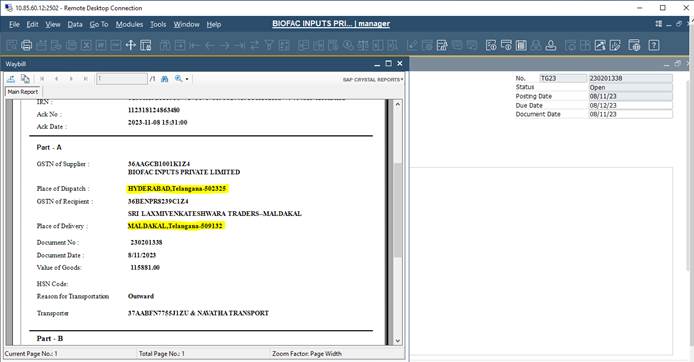 10.85.60.12:2502 - Remote Desktop Connection
BIOFAC INPUTS PRI... | manager
File Edit View Data Go To Modules Tools Window Help
Waybill
1 /1 SAP CRYSTAL REPORTS
Main Report
No. TG23 230201338
Status Open
Posting Date 08/11/23
Due Date 08/12/23
Document Date 08/11/23
IRN :
Ack No : 112318124863480
Ack Date : 2023-11-08 15:31:00
Part - A
GSTN of Supplier : 36AAGCB1001K1Z4
BIOFAC INPUTS PRIVATE LIMITED
Place of Dispatch : HYDERABAD,Telangana-502325
GSTN of Recipient : 36BENPR8239C1Z4
SRI LAXMIVENKATESHWARA TRADERS--MALDAKAL
Place of Delivery : MALDAKAL,Telangana-509132
Document No : 230201338
Document Date : 8/11/2023
Value of Goods: 115881.00
HSN Code:
Reason for Transportation Outward
Transporter 37AABFN7755J1ZU & NAVATHA TRANSPORT
Part - B
Current Page No.: 1 Total Page No.: 1 Zoom Factor: Page Width